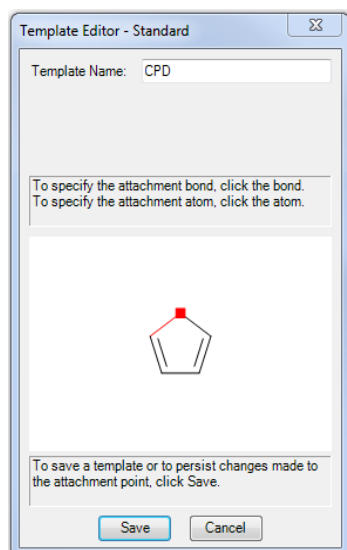 Template Editor - Standard
Template Name: CPD
To specify the attachment bond, click the bond.
To specify the attachment atom, click the atom.
To save a template or to persist changes made to
the attachment point, click Save.
Save Cancel